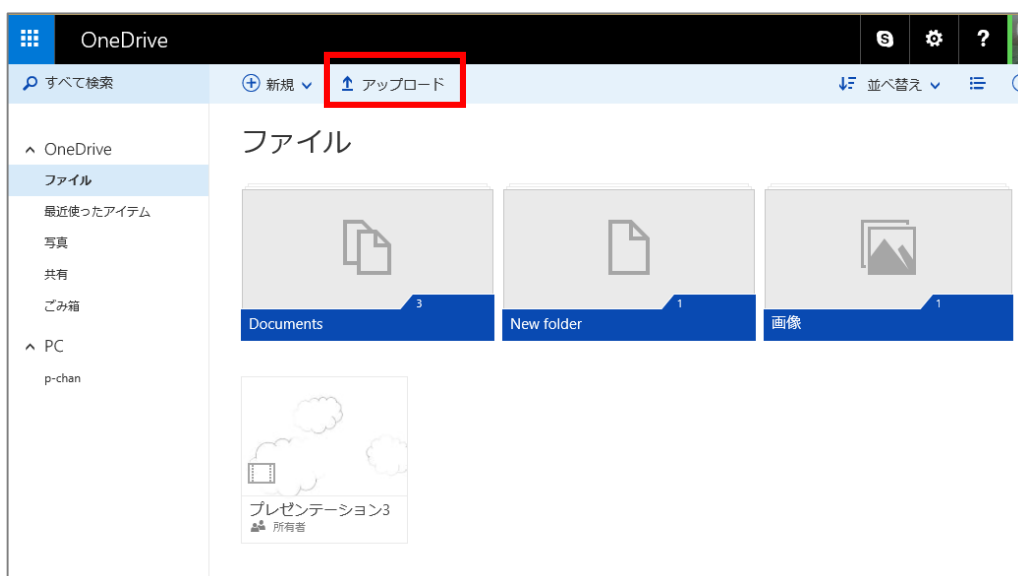 OneDrive
すべて検索
新規
アップロード
並べ替え
OneDrive
ファイル
最近使ったアイテム
写真
共有
ごみ箱
PC
p-chan
ファイル
3
Documents
1
New folder
1
画像
プレゼンテーション3
所有者